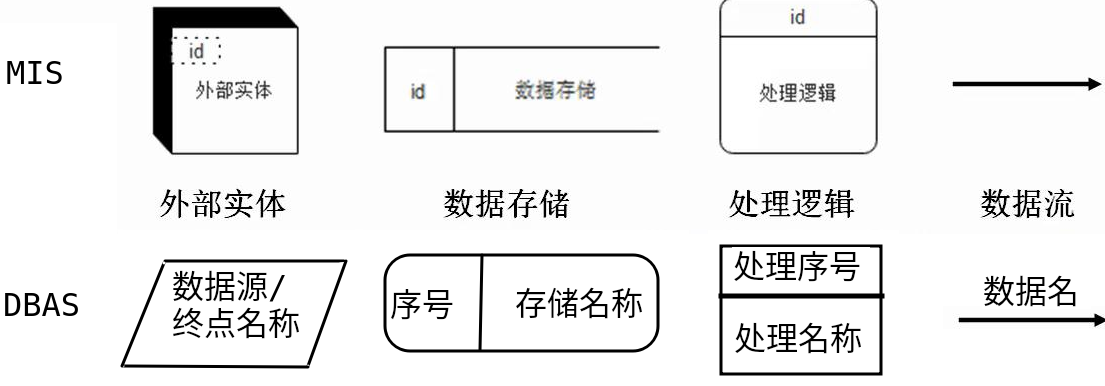 MIS
id
外部实体
id
数据存储
id
处理逻辑
外部实体
数据存储
处理逻辑
数据流
DBAS
数据源/
终点名称
序号
存储名称
处理序号
处理名称
数据名